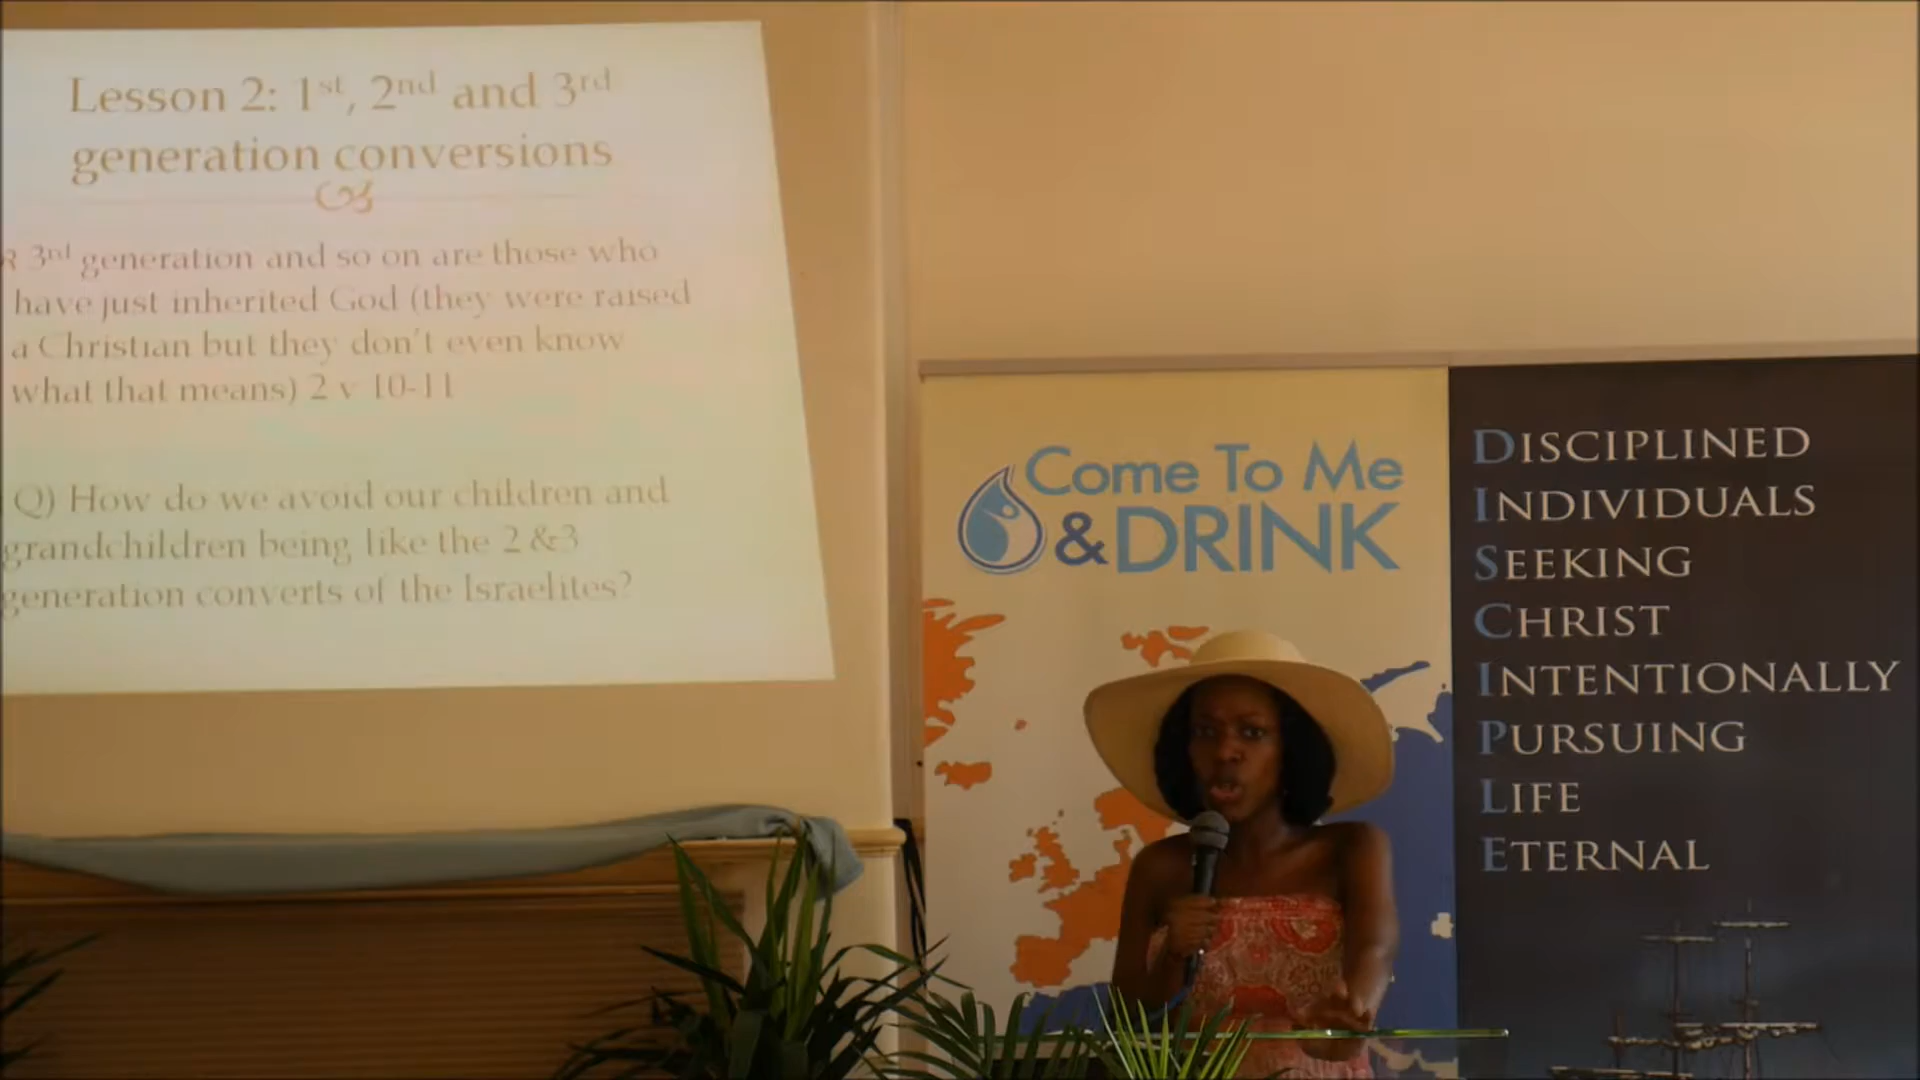 Lesson 2: 1st, 2nd and 3rd
generation conversions
3rd generation and so on are those who
have just inherited God (they were raised
a Christian but they don't even know
what that means) 2 v 10-11
Q) How do we avoid our children and
grandchildren being like the 2 &3
generation converts of the Israelites?
Come To Me
& DRINK
DISCIPLINED
INDIVIDUALS
SEEKING
CHRIST
INTENTIONALLY
PURSUING
LIFE
ETERNAL